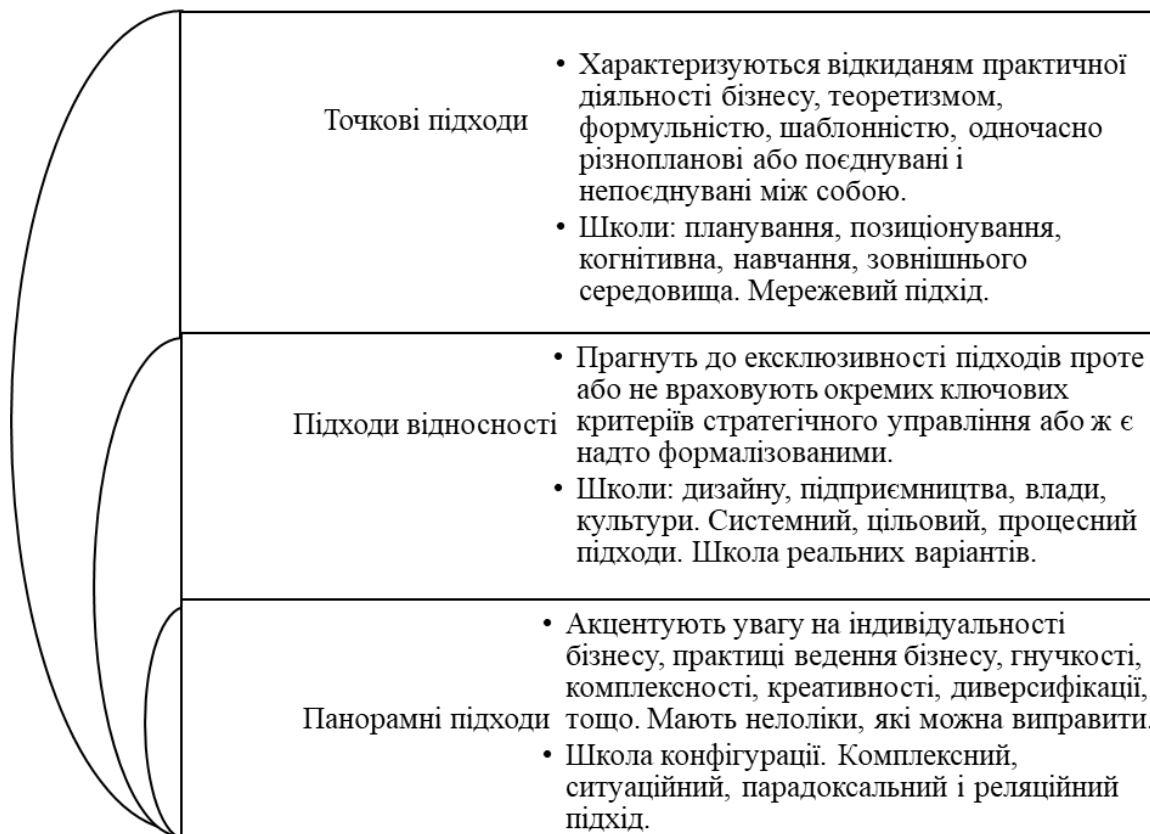 Точкові підходи
• Характеризуються відкиданям практичної
діяльності бізнесу, теоретизмом,
формульністю, шаблонністю, одночасно
різнопланові або поєднувані і
непоєднувані між собою.
• Школи: планування, позиціонування,
когнітивна, навчання, зовнішнього
середовища. Мережевий підхід.
Підходи відносності
• Прагнуть до ексклюзивності підходів проте
або не враховують окремих ключових
критеріїв стратегічного управління або ж є
надто формалізованими.
• Школи: дизайну, підприємництва, влади,
культури. Системний, цільовий, процесний
підходи. Школа реальних варіантів.
Панорамні підходи
• Акцентують увагу на індивідуальності
бізнесу, практиці ведення бізнесу, гнучкості,
комплексності, креативності, диверсифікації,
тощо. Мають нелоліки, які можна виправити.
• Школа конфігурації. Комплексний,
ситуаційний, парадоксальний і реляційний
підхід.